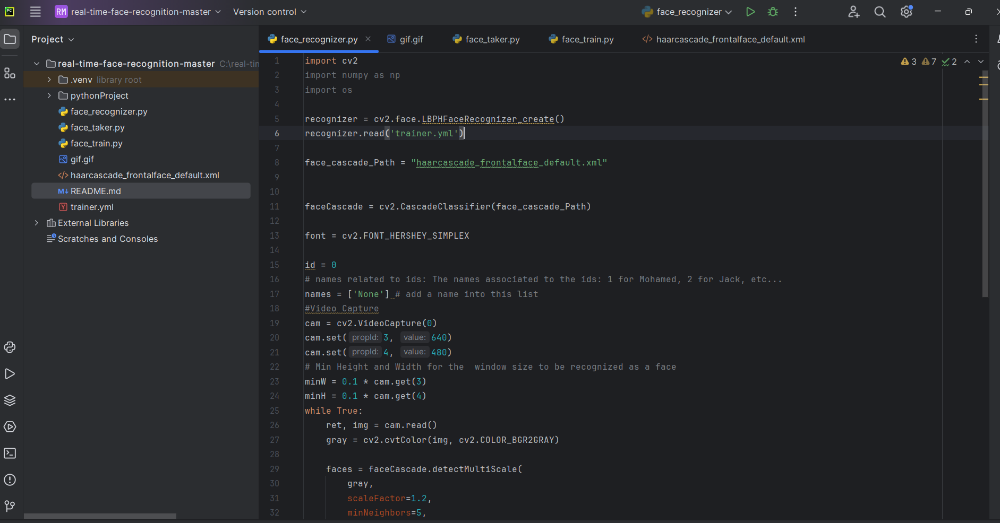 PC RM real-time-face-recognition-master Version control face_recognizer
Project
real-time-face-recognition-master C:\real-tin
.venv library root
pythonProject
face_recognizer.py
face_taker.py
face_train.py
gif.gif
haarcascade_frontalface_default.xml
M↓ README.md
Y trainer.yml
External Libraries
Scratches and Consoles
face_recognizer.py gif.gif face_taker.py face_train.py </> haarcascade_frontalface_default.xml
3 7 2
1 import cv2
2 import numpy as np
3 import os
4
5 recognizer = cv2.face.LBPHFaceRecognizer_create()
6 recognizer.read('trainer.yml')
7
8 face_cascade_Path = "haarcascade_frontalface_default.xml"
9
10
11 faceCascade = cv2.CascadeClassifier(face_cascade_Path)
12
13 font = cv2.FONT_HERSHEY_SIMPLEX
14
15 id = 0
16 # names related to ids: The names associated to the ids: 1 for Mohamed, 2 for Jack, etc...
17 names = ['None'] # add a name into this list
18 #Video Capture
19 cam = cv2.VideoCapture(0)
20 cam.set( propId: 3, value: 640)
21 cam.set( propId: 4, value: 480)
22 # Min Height and Width for the  window size to be recognized as a face
23 minW = 0.1 * cam.get(3)
24 minH = 0.1 * cam.get(4)
25 while True:
26     ret, img = cam.read()
27     gray = cv2.cvtColor(img, cv2.COLOR_BGR2GRAY)
28
29     faces = faceCascade.detectMultiScale(
30         gray,
31         scaleFactor=1.2,
32         minNeighbors=5,